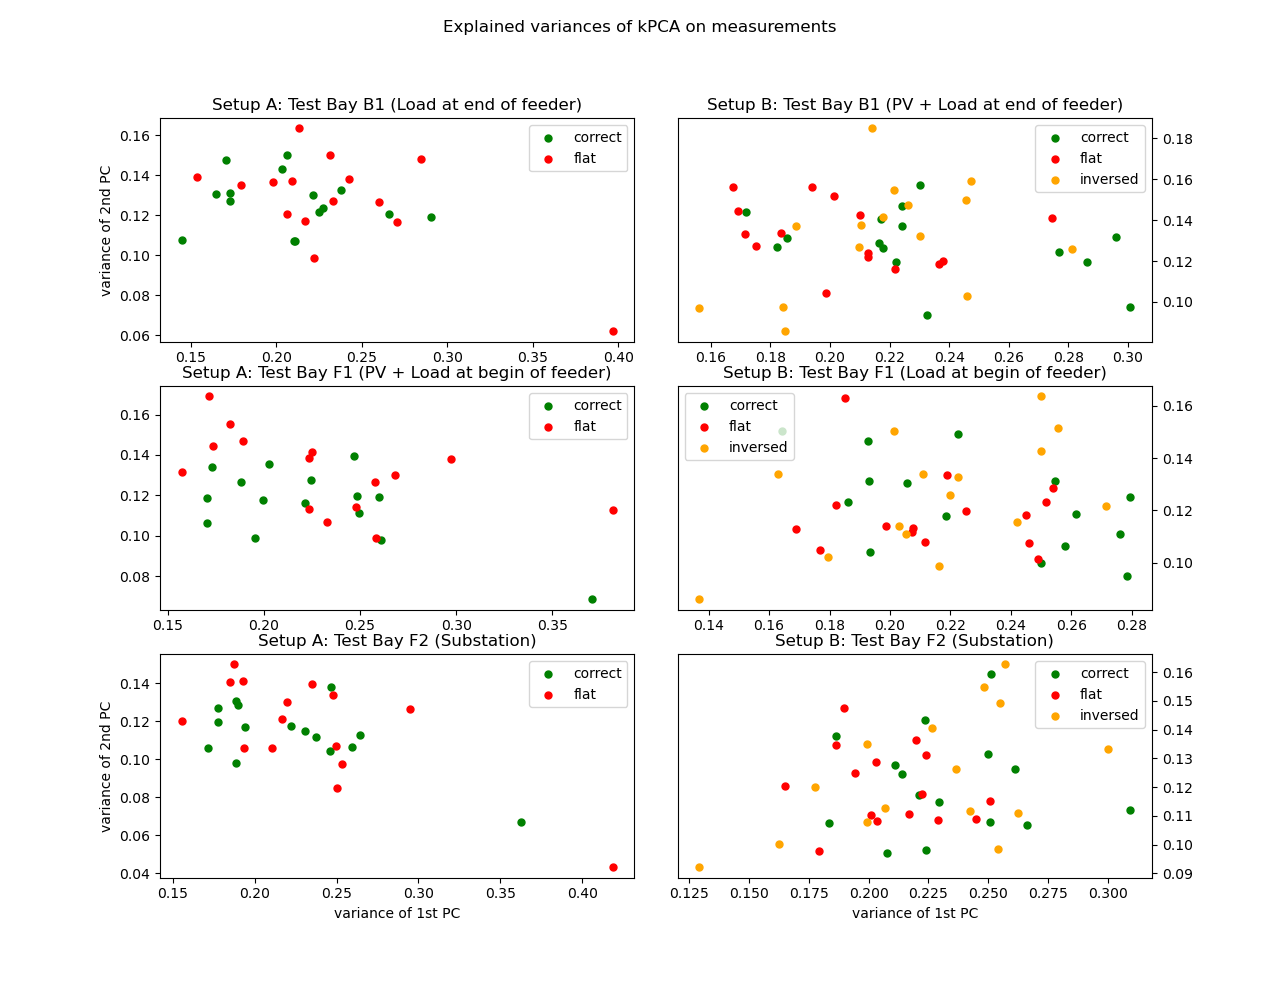 Explained variances of kPCA on measurements
Setup A: Test Bay B1 (Load at end of feeder)
variance of 2nd PC
0.16
0.14
0.12
0.10
0.08
0.06
0.15
0.20
0.25
0.30
0.35
0.40
correct
flat
Setup B: Test Bay B1 (PV + Load at end of feeder)
correct
flat
inversed
0.18
0.16
0.14
0.12
0.10
0.16
0.18
0.20
0.22
0.24
0.26
0.28
0.30
Setup A: Test Bay F1 (PV + Load at begin of feeder)
0.16
0.14
0.12
0.10
0.08
0.15
0.20
0.25
0.30
0.35
correct
flat
Setup B: Test Bay F1 (Load at begin of feeder)
correct
flat
inversed
0.16
0.14
0.12
0.10
0.14
0.16
0.18
0.20
0.22
0.24
0.26
0.28
Setup A: Test Bay F2 (Substation)
variance of 2nd PC
0.14
0.12
0.10
0.08
0.06
0.04
0.15
0.20
0.25
0.30
0.35
0.40
variance of 1st PC
correct
flat
Setup B: Test Bay F2 (Substation)
correct
flat
inversed
0.16
0.15
0.14
0.13
0.12
0.11
0.10
0.09
0.125
0.150
0.175
0.200
0.225
0.250
0.275
0.300
variance of 1st PC